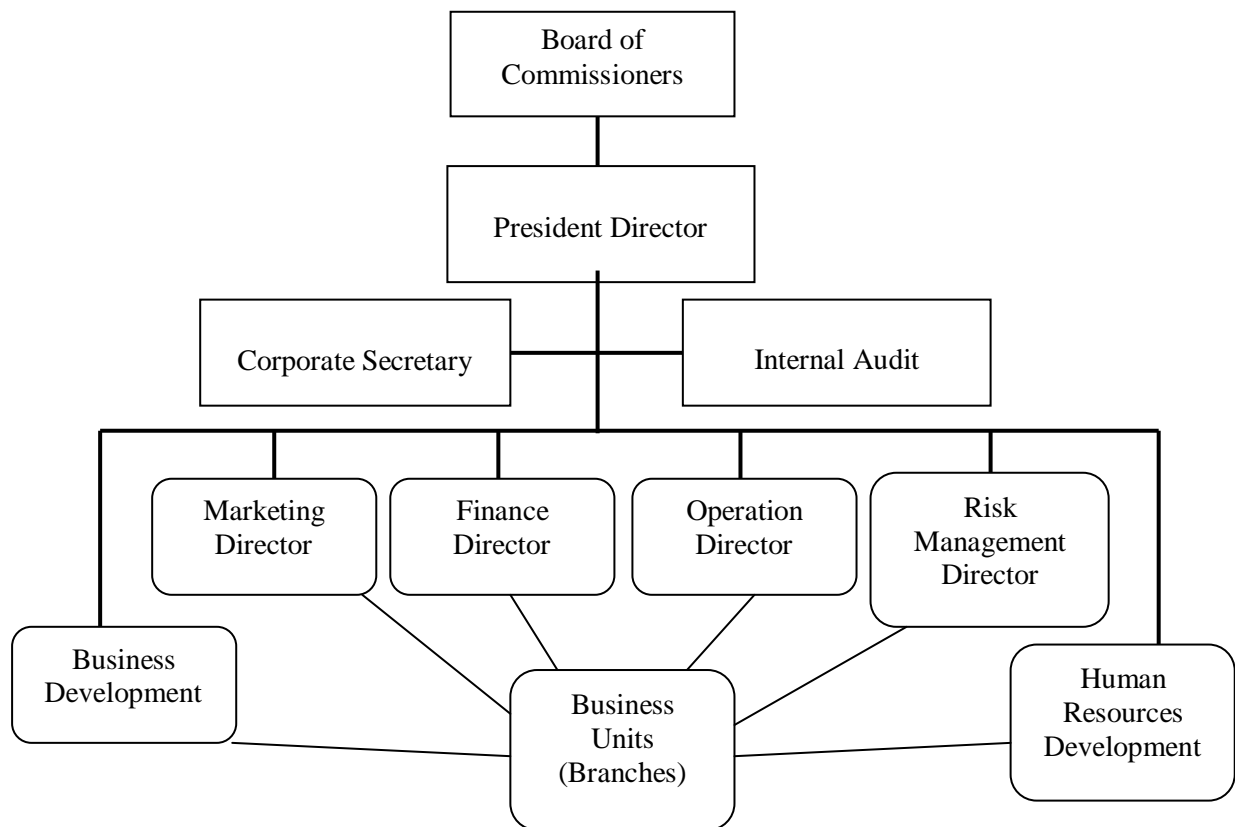 Board of
Commissioners
President Director
Corporate Secretary
Internal Audit
Marketing
Director
Finance
Director
Operation
Director
Risk
Management
Director
Business
Development
Business
Units
(Branches)
Human
Resources
Development